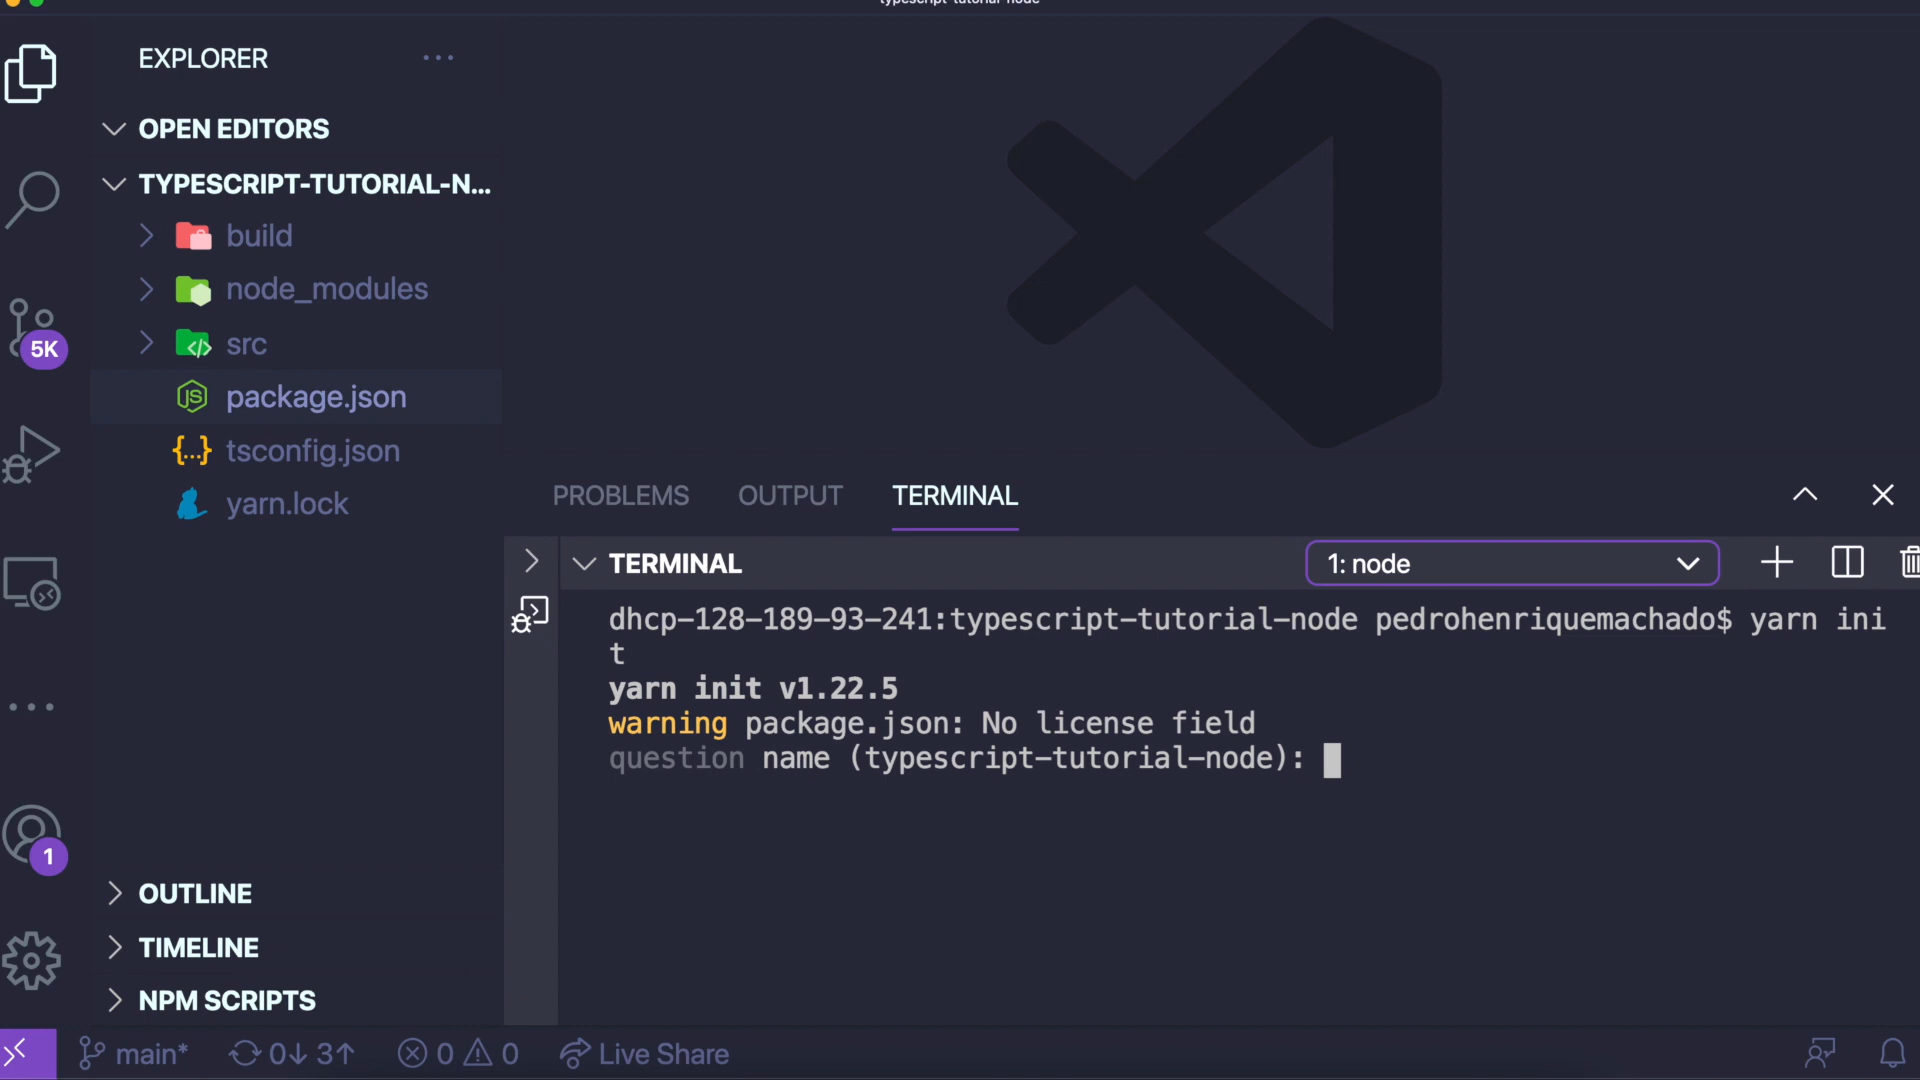 typescript-tutorial-node
EXPLORER
OPEN EDITORS
TYPESCRIPT-TUTORIAL-N...
build
node_modules
src
package.json
tsconfig.json
yarn.lock
5K
1
OUTLINE
TIMELINE
NPM SCRIPTS
PROBLEMS OUTPUT TERMINAL
TERMINAL 1: node
dhcp-128-189-93-241:typescript-tutorial-node pedrohenriquemachado$ yarn ini
t
yarn init v1.22.5
warning package.json: No license field
question name (typescript-tutorial-node):
main* 0↓ 3↑ 0 0 Live Share